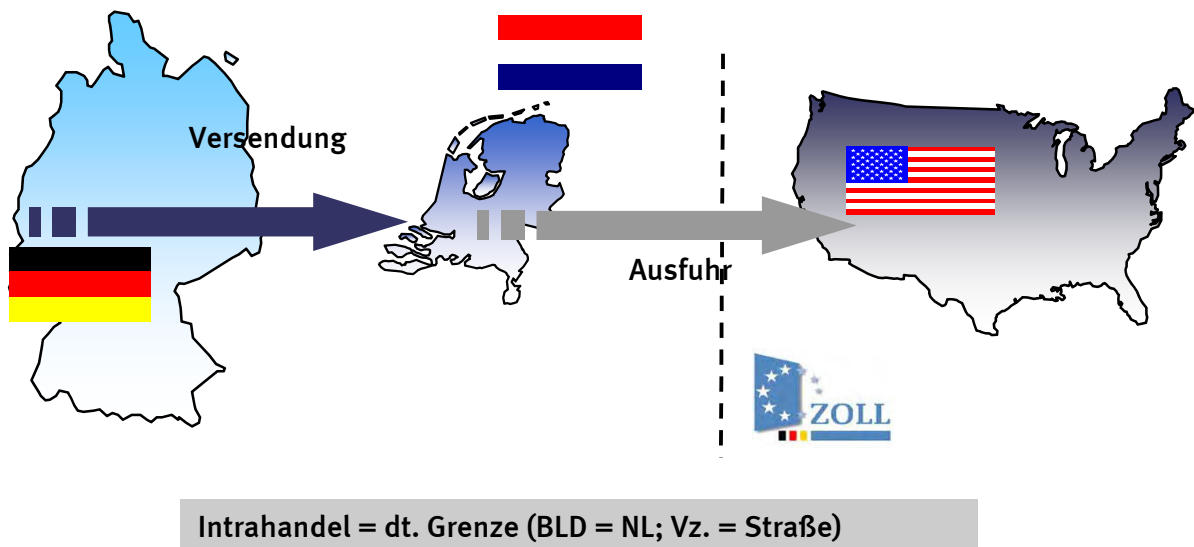 Versendung
Ausfuhr
ZOLL
Intrahandel = dt. Grenze (BLD = NL; Vz. = Straße)